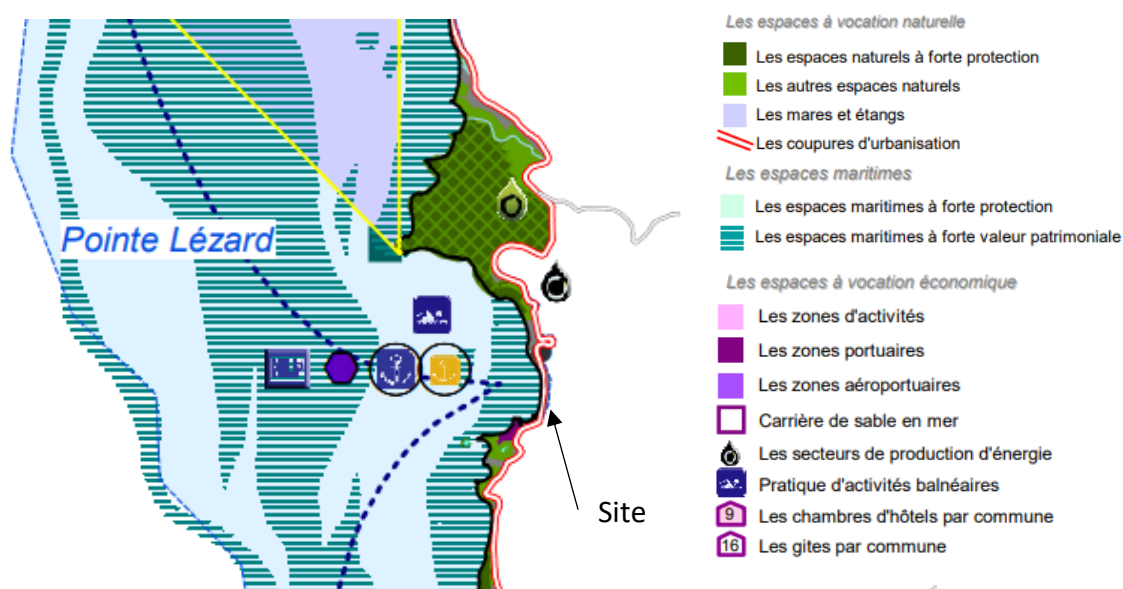 Pointe Lézard
Site
Les espaces à vocation naturelle
Les espaces naturels à forte protection
Les autres espaces naturels
Les mares et étangs
Les coupures d'urbanisation
Les espaces maritimes
Les espaces maritimes à forte protection
Les espaces maritimes à forte valeur patrimoniale
Les espaces à vocation économique
Les zones d'activités
Les zones portuaires
Les zones aéroportuaires
Carrière de sable en mer
Les secteurs de production d'énergie
Pratique d'activités balnéaires
9 Les chambres d'hôtels par commune
16 Les gites par commune